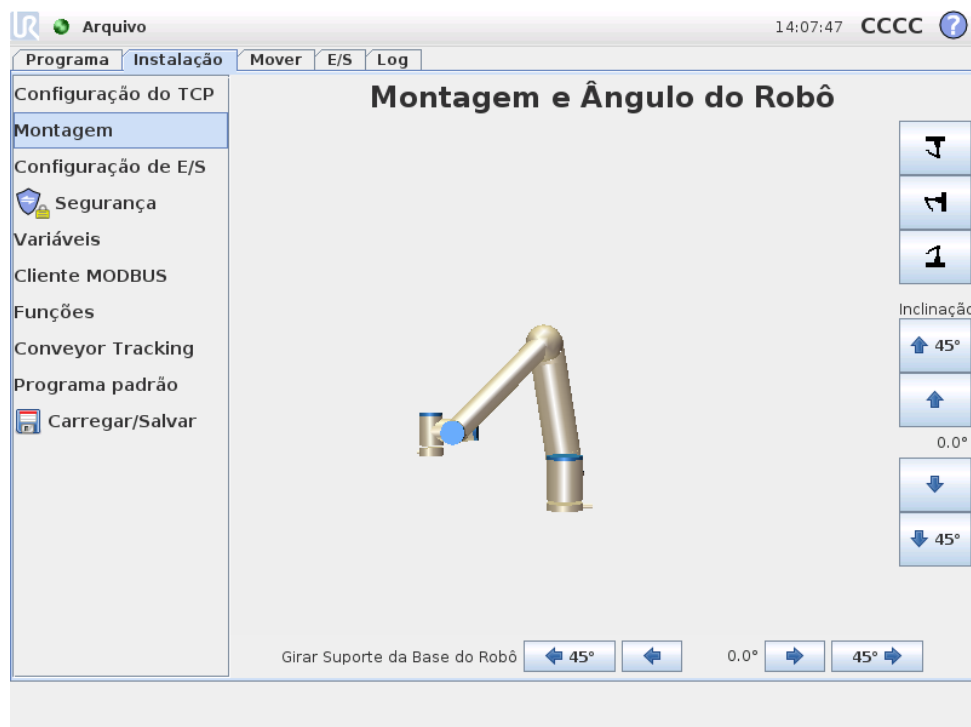 UR Arquivo 14:07:47 CCCC ?
Programa Instalação Mover E/S Log
Configuração do TCP
Montagem
Configuração de E/S
Segurança
Variáveis
Cliente MODBUS
Funções
Conveyor Tracking
Programa padrão
Carregar/Salvar
Montagem e Ângulo do Robô
Inclinação
45°
0.0°
45°
Girar Suporte da Base do Robô 45° 0.0° 45°